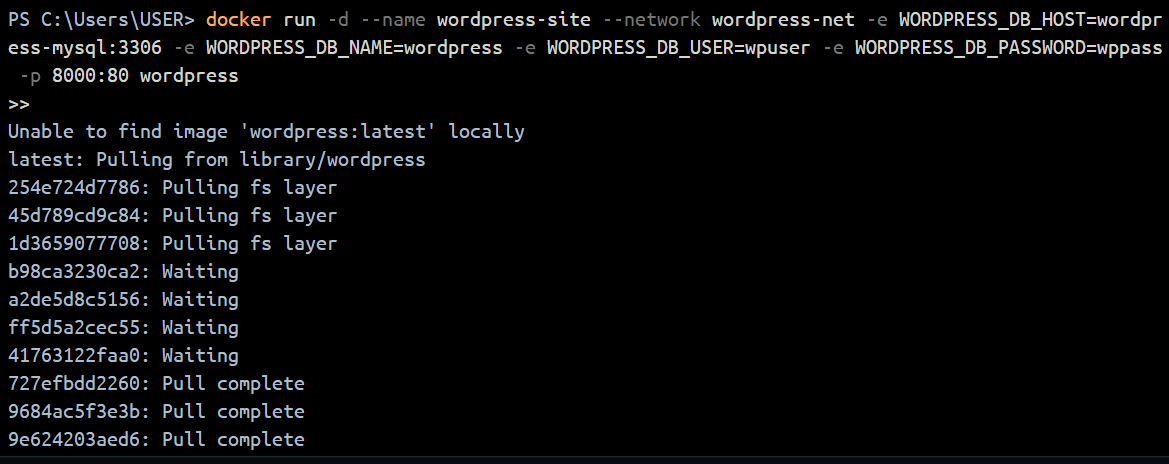 PS C:\Users\USER> docker run -d --name wordpress-site --network wordpress-net -e WORDPRESS_DB_HOST=wordpr
ess-mysql:3306 -e WORDPRESS_DB_NAME=wordpress -e WORDPRESS_DB_USER=wpuser -e WORDPRESS_DB_PASSWORD=wppass
-p 8000:80 wordpress
>>
Unable to find image 'wordpress:latest' locally
latest: Pulling from library/wordpress
254e724d7786: Pulling fs layer
45d789cd9c84: Pulling fs layer
1d3659077708: Pulling fs layer
b98ca3230ca2: Waiting
a2de5d8c5156: Waiting
ff5d5a2cec55: Waiting
41763122faa0: Waiting
727efbdd2260: Pull complete
9684ac5f3e3b: Pull complete
9e624203aed6: Pull complete